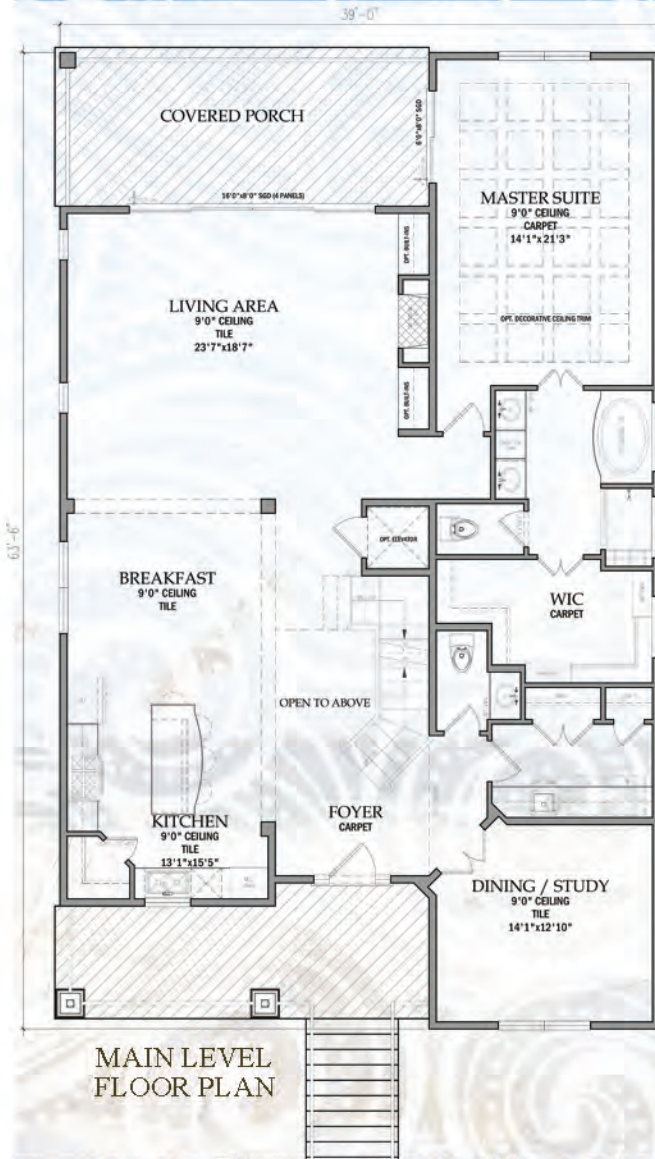 39'-0"
COVERED PORCH
6'0"x8'0" SGD
16'0"x8'0" SGD (4 PANELS)
MASTER SUITE
9'0" CEILING
CARPET
14'1"x21'3"
OPT. DECORATIVE CEILING TRIM
OPT. BUILT-INS
LIVING AREA
9'0" CEILING
TILE
23'7"x18'7"
OPT. BUILT-INS
63'-6"
OPT. ELEVATOR
BREAKFAST
9'0" CEILING
TILE
WIC
CARPET
OPEN TO ABOVE
KITCHEN
9'0" CEILING
TILE
13'1"x15'5"
FOYER
CARPET
DINING / STUDY
9'0" CEILING
TILE
14'1"x12'10"
MAIN LEVEL
FLOOR PLAN